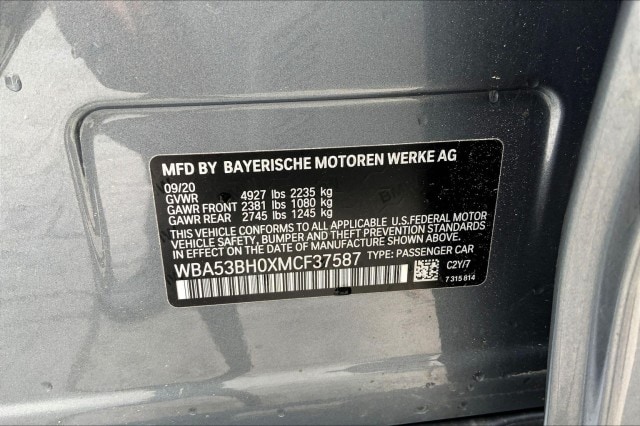 MFD BY BAYERISCHE MOTOREN WERKE AG
09/20
GVWR 4927 lbs 2235 kg
GAWR FRONT 2381 lbs 1080 kg
GAWR REAR 2745 lbs 1245 kg
THIS VEHICLE CONFORMS TO ALL APPLICABLE U.S. FEDERAL MOTOR
VEHICLE SAFETY, BUMPER AND THEFT PREVENTION STANDARDS
IN EFFECT ON THE DATE OF MANUFACTURE SHOWN ABOVE.
WBA53BH0XMCF37587 TYPE: PASSENGER CAR
C2Y/7
7 315 814